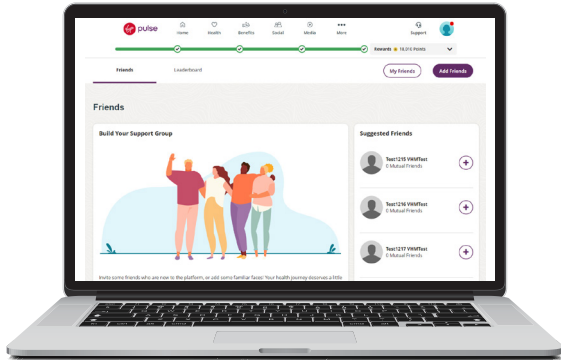 pulse
Home Health Benefits Social Media More Support
Rewards 18,016 Points
Friends Leaderboard My Friends Add Friends
Friends
Build Your Support Group
Suggested Friends
Test1215 VHMTest
0 Mutual Friends
Test1216 VHMTest
0 Mutual Friends
Test1217 VHMTest
0 Mutual Friends
Invite some friends who are new to the platform, or add some familiar faces! Your health journey deserves a little